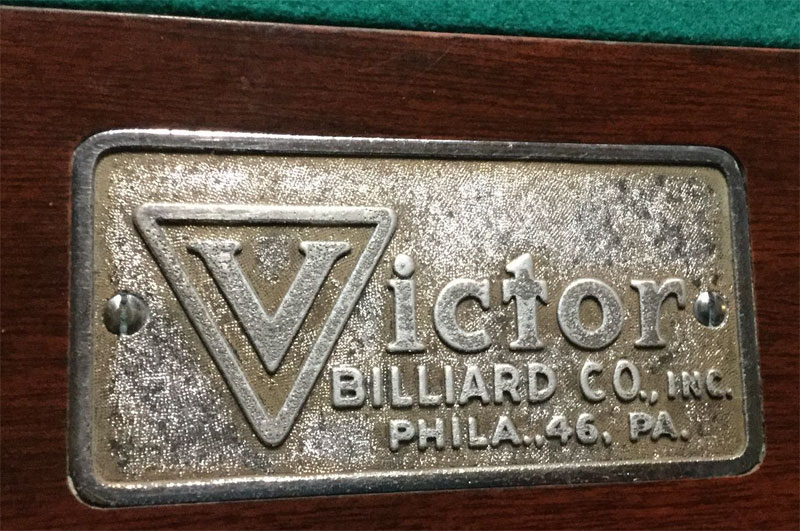 Victor
BILLIARD CO., INC.
PHILA., 46, PA.